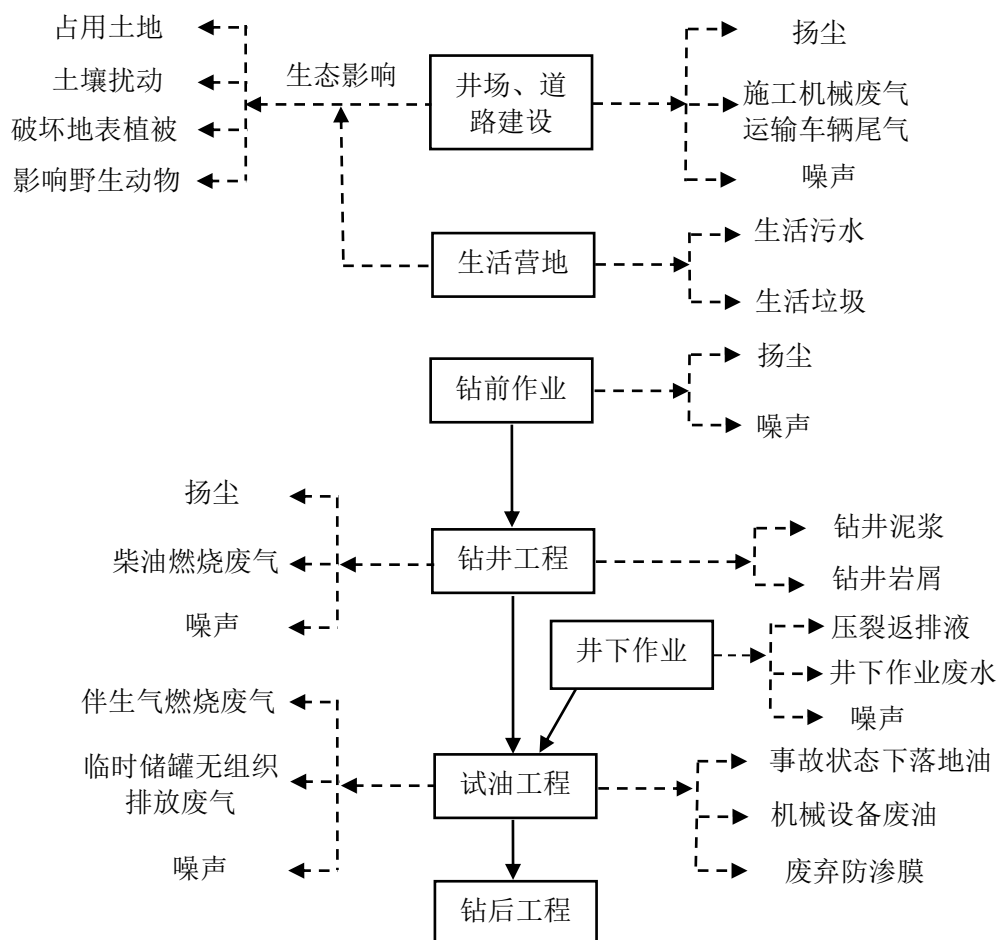 占用土地
土壤扰动
破坏地表植被
影响野生动物
生态影响
井场、道
路建设
扬尘
施工机械废气
运输车辆尾气
噪声
生活营地
生活污水
生活垃圾
钻前作业
扬尘
噪声
扬尘
柴油燃烧废气
噪声
钻井工程
钻井泥浆
钻井岩屑
井下作业
压裂返排液
井下作业废水
噪声
伴生气燃烧废气
临时储罐无组织
排放废气
噪声
试油工程
事故状态下落地油
机械设备废油
废弃防渗膜
钻后工程